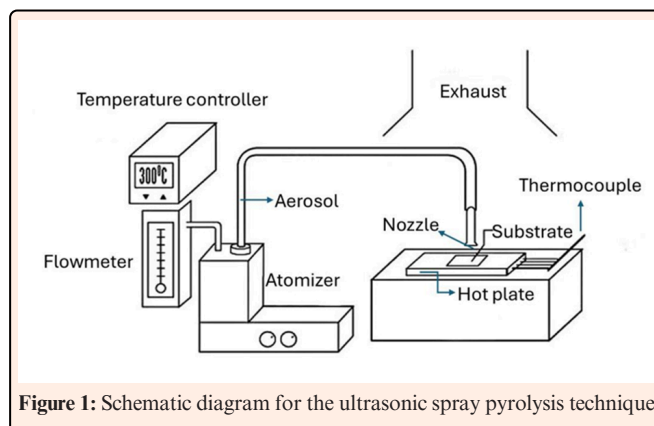 Exhaust
Temperature controller
300⁰C
Thermocouple
Aerosol
Nozzle
Substrate
Flowmeter
Atomizer
Hot plate
Figure 1: Schematic diagram for the ultrasonic spray pyrolysis technique